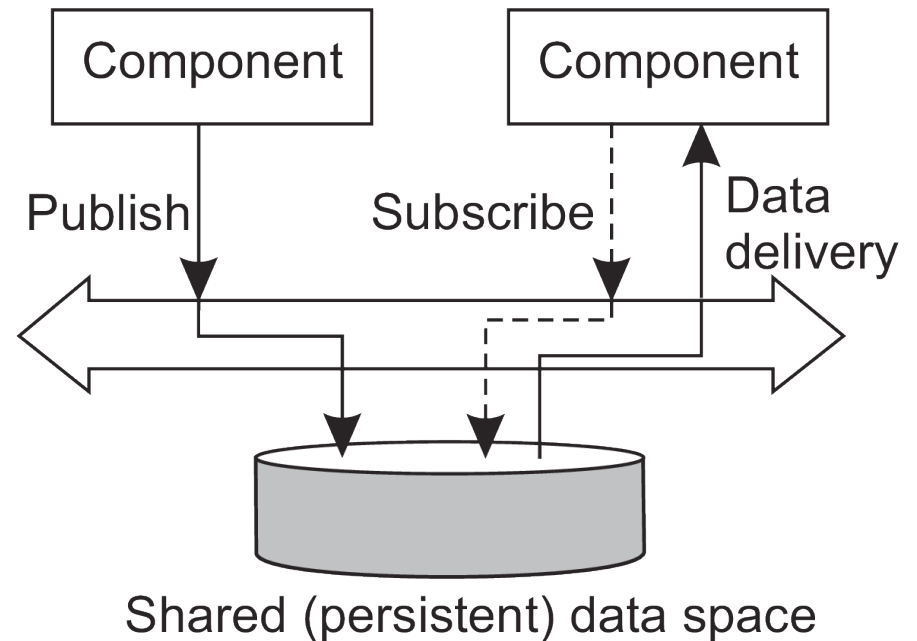 Component
Component
Publish
Subscribe
Data
delivery
Shared (persistent) data space